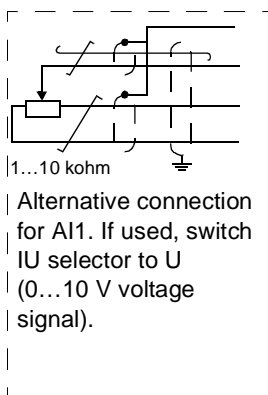 1…10 kohm
Alternative connection
for AI1. If used, switch
IU selector to U
(0…10 V voltage
signal).